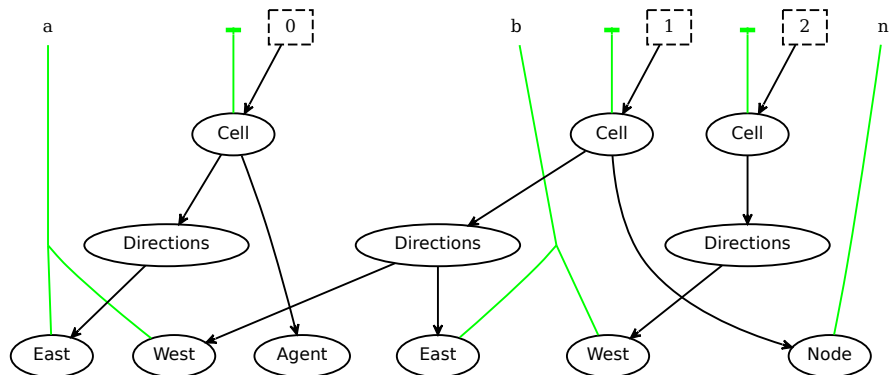 a 0 b 1 2 n
Cell Cell Cell
Directions Directions Directions
East West Agent East West Node